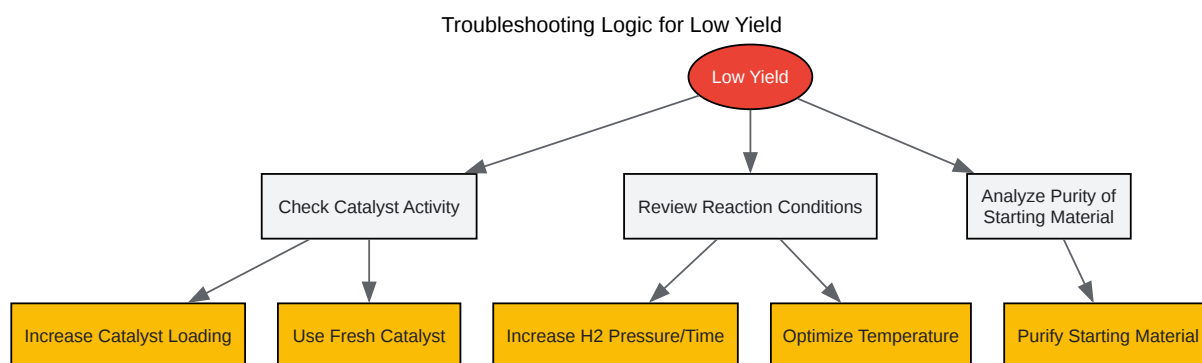 Troubleshooting Logic for Low Yield
Low Yield
Check Catalyst Activity
Review Reaction Conditions
Analyze Purity of
Starting Material
Increase Catalyst Loading
Use Fresh Catalyst
Increase H2 Pressure/Time
Optimize Temperature
Purify Starting Material